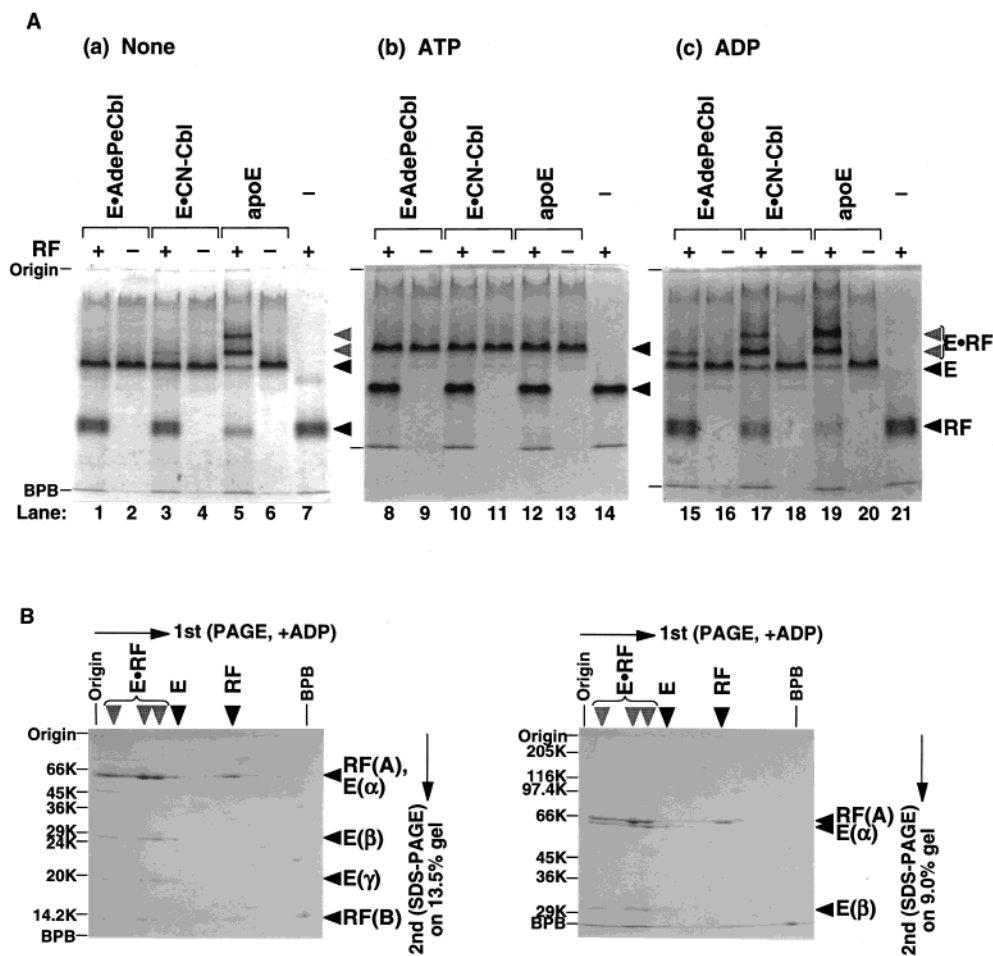 A
(a) None
(b) ATP
(c) ADP
E•AdePeCbl
E•CN-Cbl
apoE
–
E•AdePeCbl
E•CN-Cbl
apoE
–
E•AdePeCbl
E•CN-Cbl
apoE
–
RF + – + – + – +
+ – + – + – +
+ – + – + – +
Origin
E•RF
E
RF
BPB
Lane: 1 2 3 4 5 6 7
8 9 10 11 12 13 14
15 16 17 18 19 20 21
B
1st (PAGE, +ADP)
Origin
E•RF
E
RF
BPB
Origin
66K
45K
36K
29K
24K
20K
14.2K
BPB
RF(A),
E(α)
E(β)
E(γ)
RF(B)
2nd (SDS-PAGE)
on 13.5% gel
1st (PAGE, +ADP)
Origin
E•RF
E
RF
BPB
Origin
205K
116K
97.4K
66K
45K
36K
29K
BPB
RF(A)
E(α)
E(β)
2nd (SDS-PAGE)
on 9.0% gel